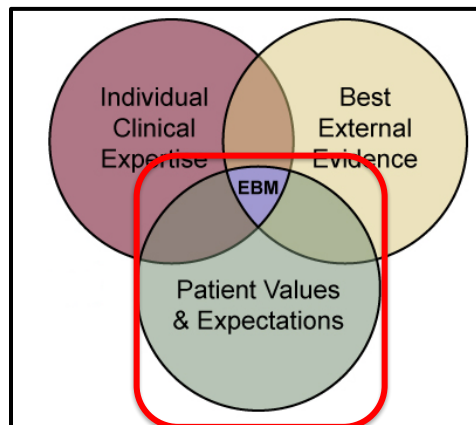 Individual
Clinical
Expertise
Best
External
Evidence
EBM
Patient Values
& Expectations